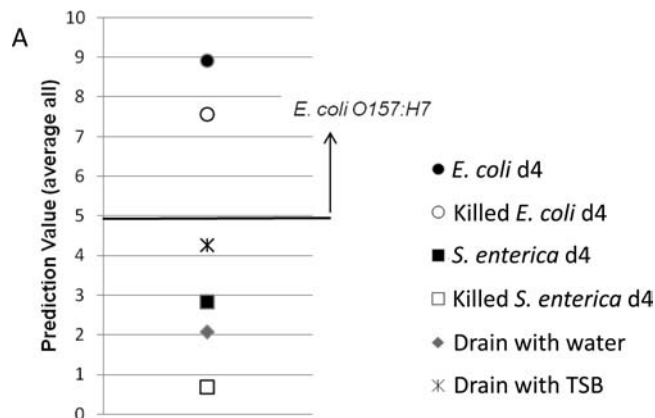 A
Prediction Value (average all)
10
9
8
7
6
5
4
3
2
1
0
E. coli O157:H7
E. coli d4
Killed E. coli d4
S. enterica d4
Killed S. enterica d4
Drain with water
Drain with TSB